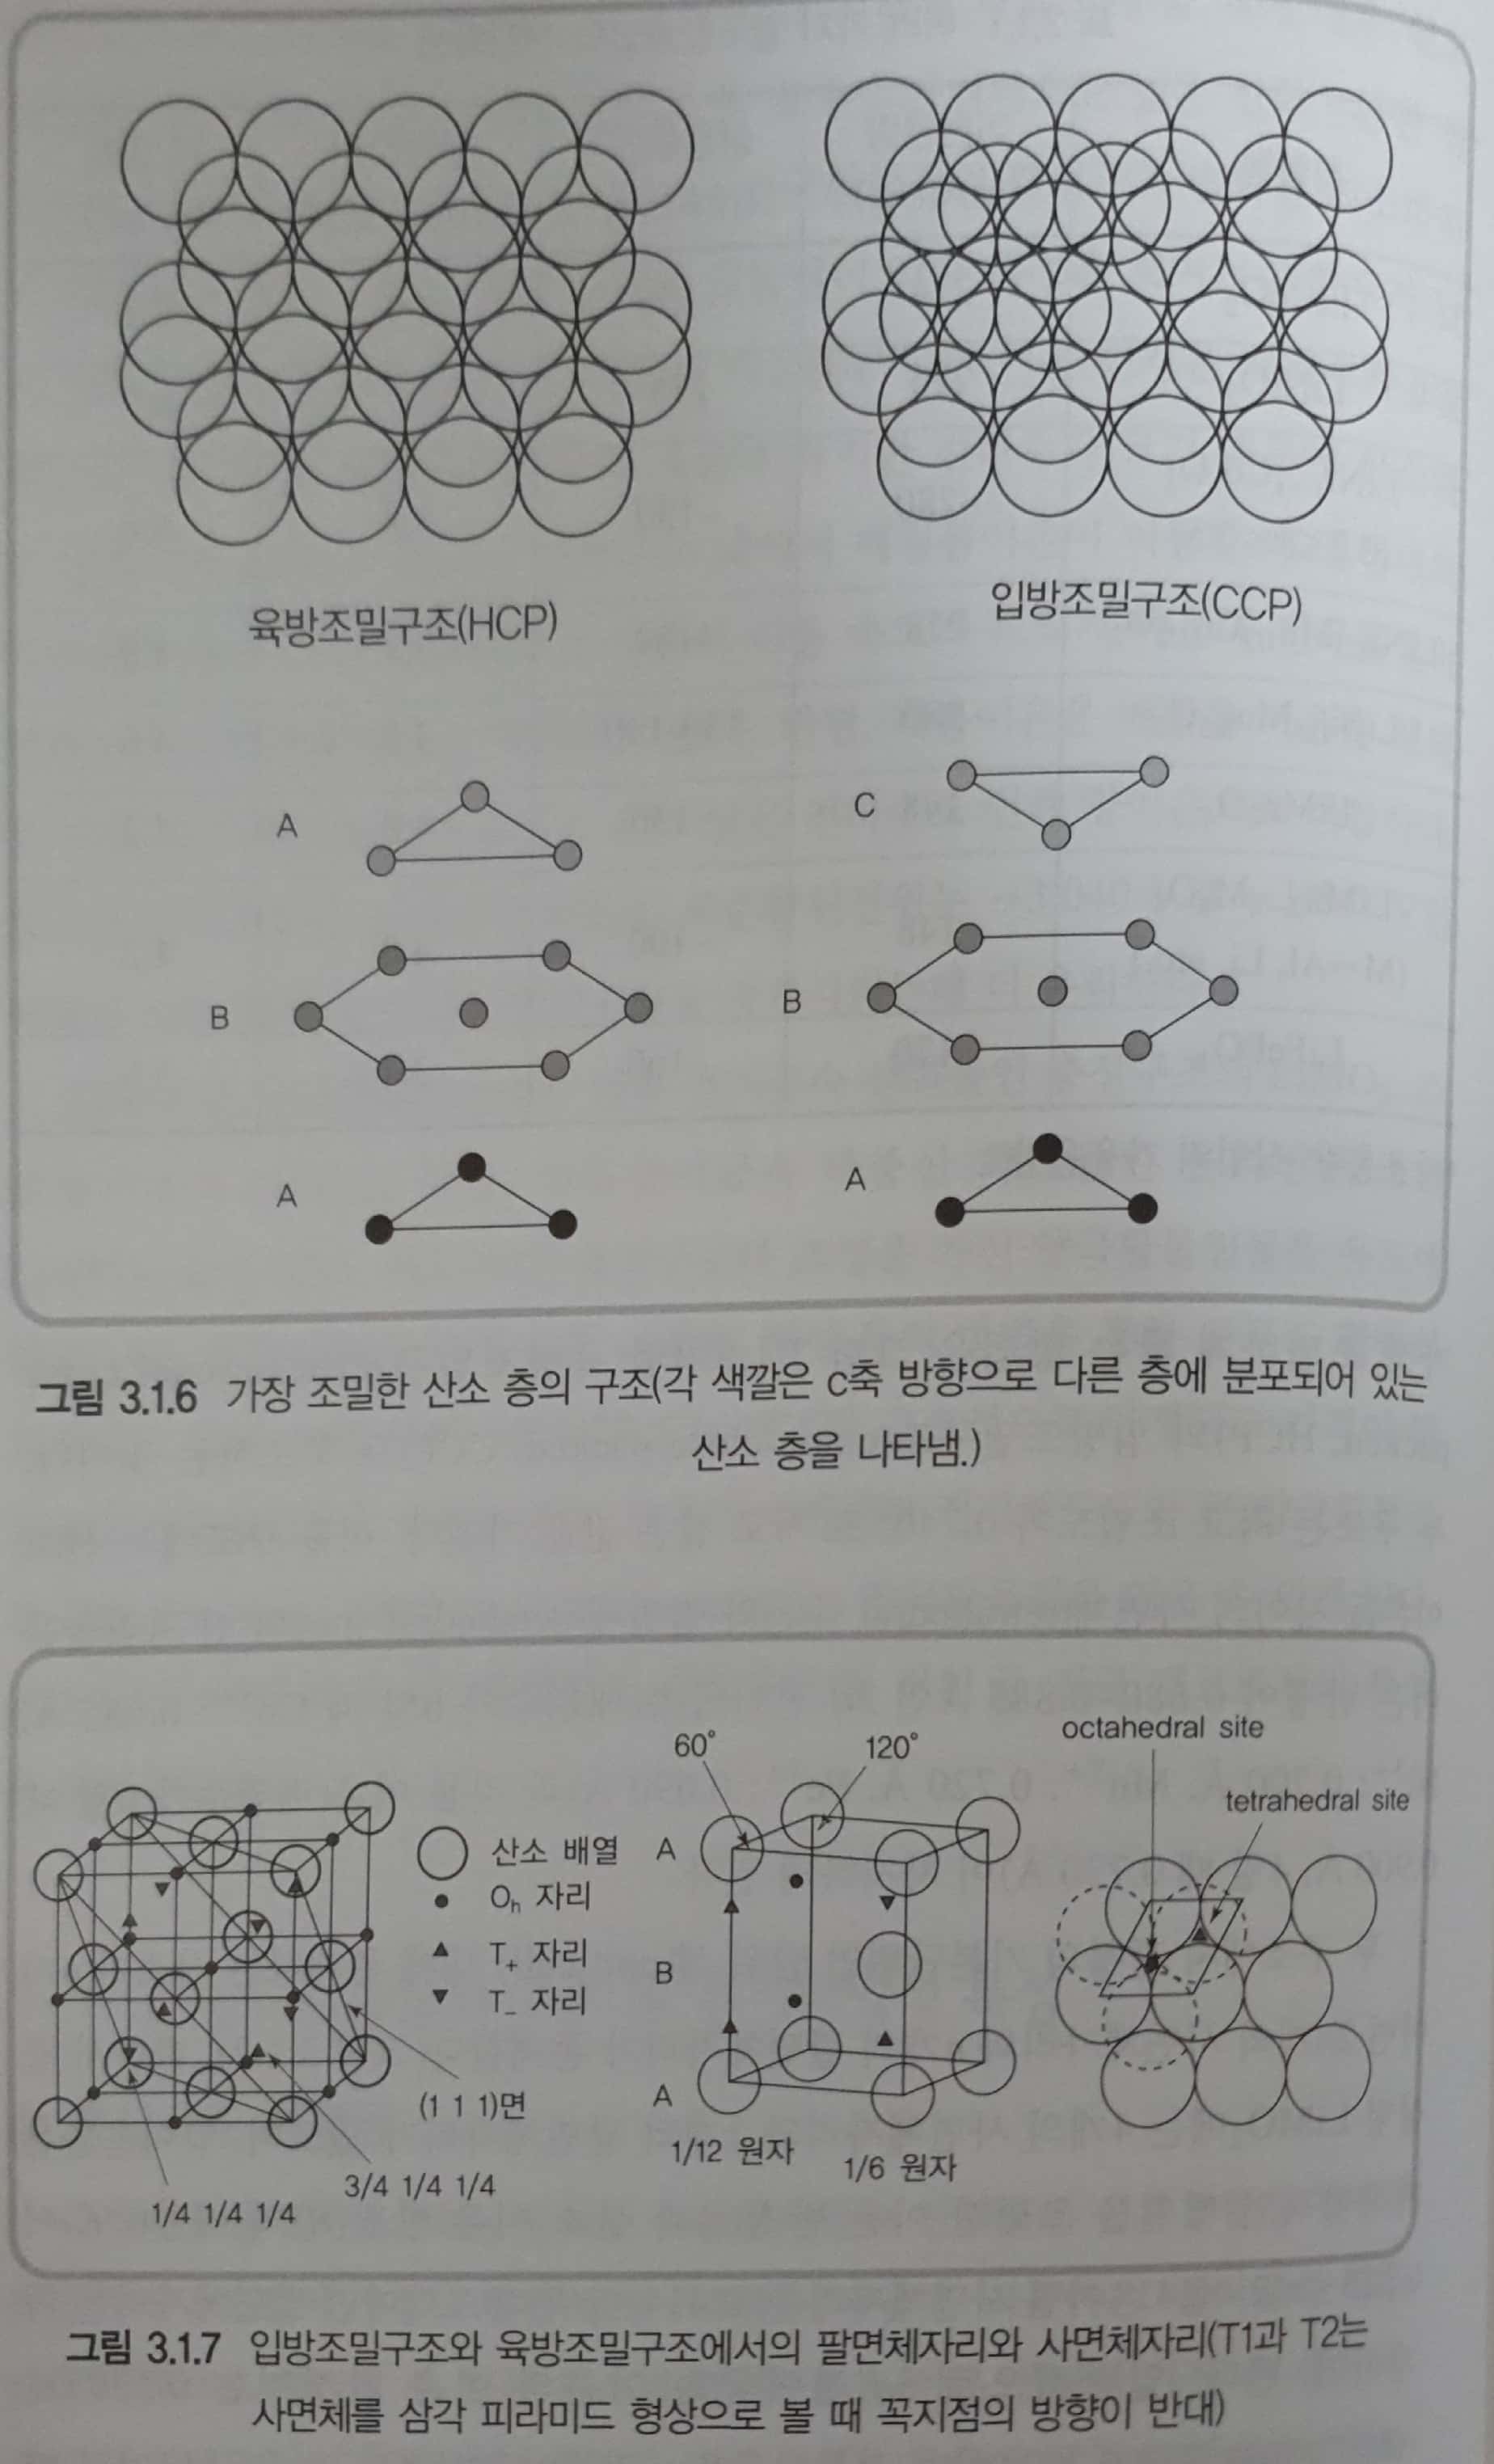 육방조밀구조(HCP)
입방조밀구조(CCP)
A
B
A
C
B
A
그림 3.1.6 가장 조밀한 산소 층의 구조(각 색깔은 c축 방향으로 다른 층에 분포되어 있는
산소 층을 나타냄.)
산소 배열
Oh 자리
T+ 자리
T- 자리
(1 1 1)면
3/4 1/4 1/4
1/4 1/4 1/4
60°
120°
A
B
A
1/12 원자
1/6 원자
octahedral site
tetrahedral site
그림 3.1.7 입방조밀구조와 육방조밀구조에서의 팔면체자리와 사면체자리(T1과 T2는
사면체를 삼각 피라미드 형상으로 볼 때 꼭지점의 방향이 반대)